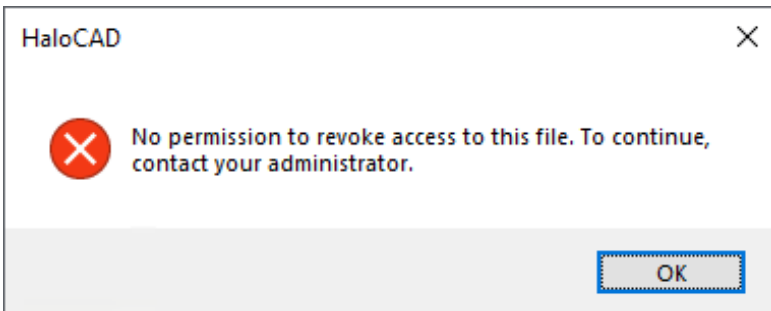 HaloCAD
No permission to revoke access to this file. To continue,
contact your administrator.
OK